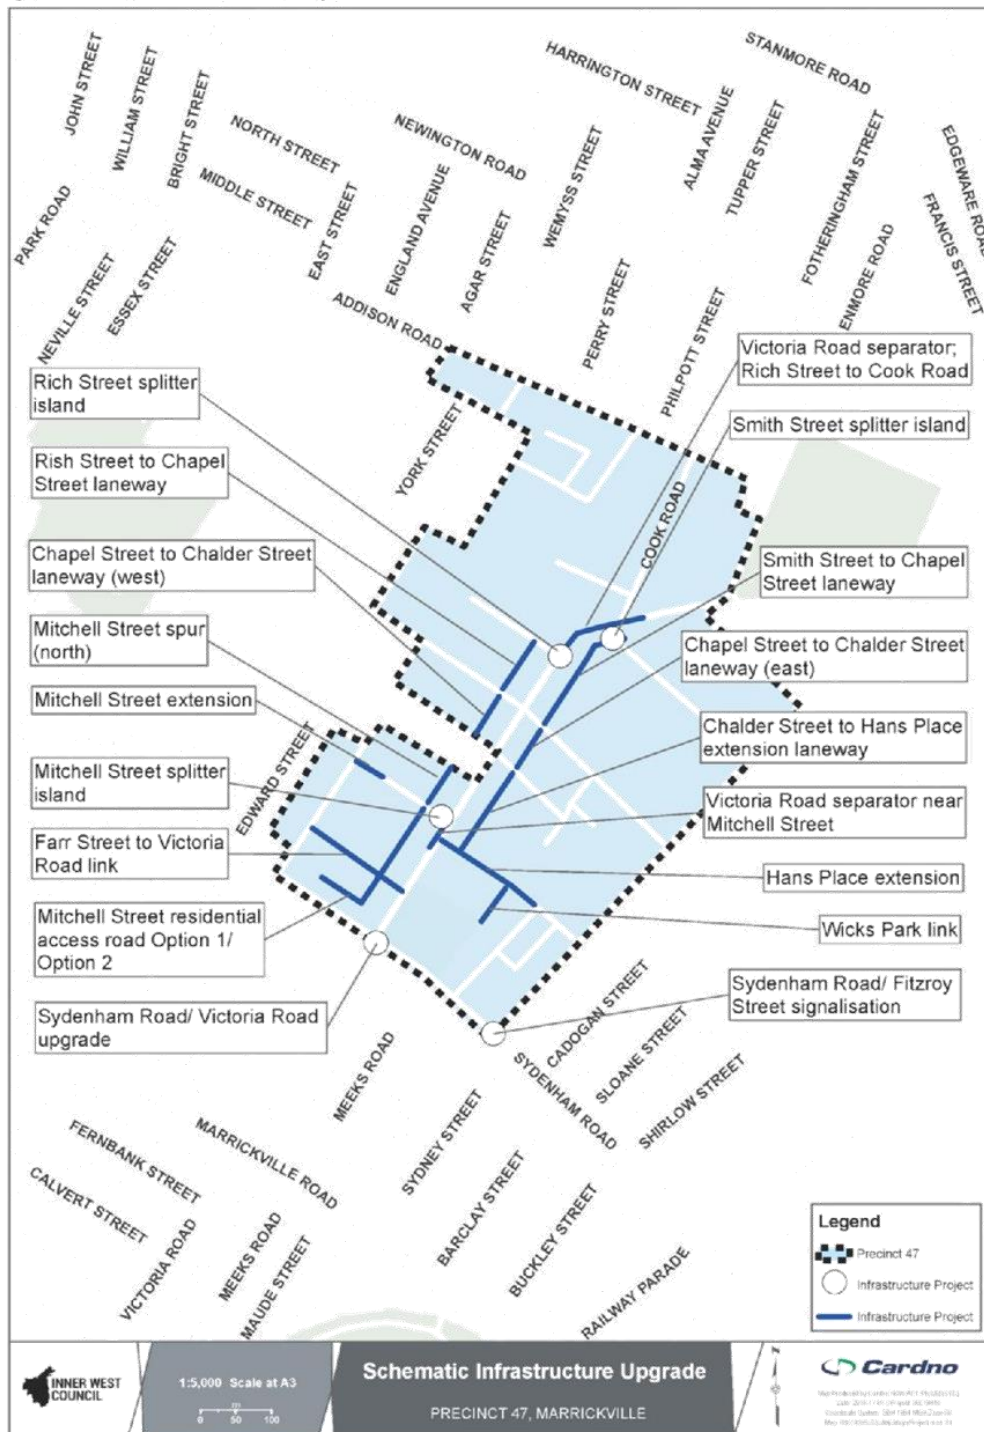 STANMORE ROAD
HARRINGTON STREET
JOHN STREET
WILLIAM STREET
BRIGHT STREET
NORTH STREET
NEWINGTON ROAD
ALMA AVENUE
TUPPER STREET
FOTHERINGHAM STREET
EDGEWARE ROAD
FRANCIS STREET
PARK ROAD
MIDDLE STREET
EAST STREET
ENGLAND AVENUE
AGAR STREET
WEMYSS STREET
NEVILLE STREET
ESSEX STREET
ADDISON ROAD
PERRY STREET
PHILPOTT STREET
ENMORE ROAD
Victoria Road separator;
Rich Street to Cook Road
Rich Street splitter
island
Smith Street splitter island
YORK STREET
Rish Street to Chapel
Street laneway
COOK ROAD
Chapel Street to Chalder Street
laneway (west)
Smith Street to Chapel
Street laneway
Mitchell Street spur
(north)
Chapel Street to Chalder Street
laneway (east)
Mitchell Street extension
Chalder Street to Hans Place
extension laneway
EDWARD STREET
Mitchell Street splitter
island
Victoria Road separator near
Mitchell Street
Farr Street to Victoria
Road link
Hans Place extension
Mitchell Street residential
access road Option 1/
Option 2
Wicks Park link
Sydenham Road/ Victoria Road
upgrade
Sydenham Road/ Fitzroy
Street signalisation
CADOGAN STREET
SLOANE STREET
SYDENHAM ROAD
SHIRLOW STREET
MEEKS ROAD
SYDNEY STREET
FERNBANK STREET
MARRICKVILLE ROAD
CALVERT STREET
BARCLAY STREET
BUCKLEY STREET
VICTORIA ROAD
MEEKS ROAD
MAUDE STREET
RAILWAY PARADE
Legend
Precinct 47
Infrastructure Project
Infrastructure Project
INNER WEST
COUNCIL
1:5,000 Scale at A3
m
0 50 100
Schematic Infrastructure Upgrade
PRECINCT 47, MARRICKVILLE
Cardno